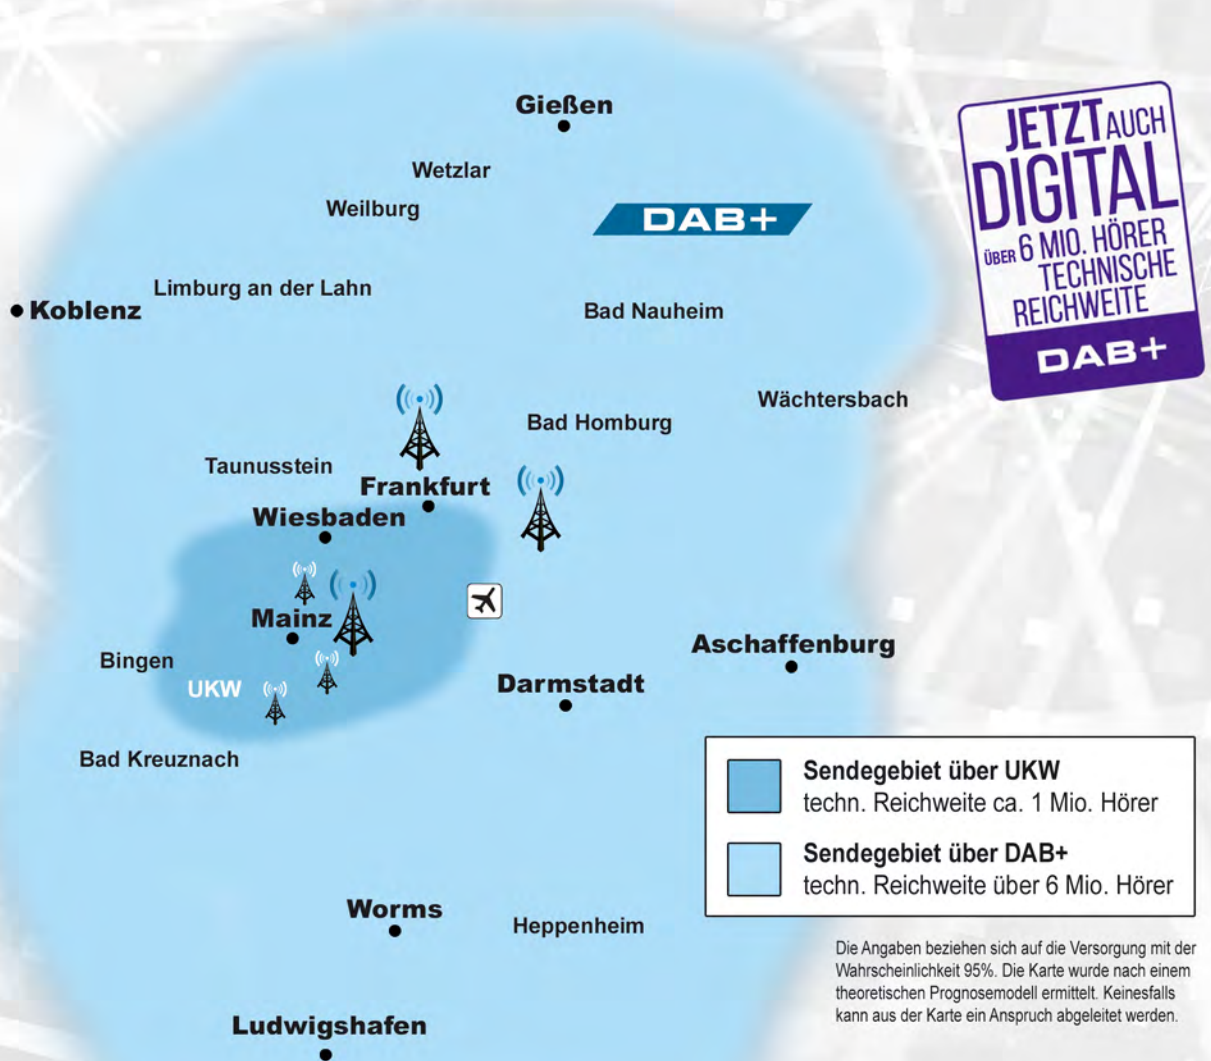 Gießen
Wetzlar
Weilburg
DAB+
JETZT AUCH
DIGITAL
ÜBER 6 MIO. HÖRER
TECHNISCHE
REICHWEITE
DAB+
Limburg an der Lahn
Koblenz
Bad Nauheim
Wächtersbach
Bad Homburg
Taunusstein
Frankfurt
Wiesbaden
Mainz
Bingen
UKW
Aschaffenburg
Darmstadt
Bad Kreuznach
Sendegebiet über UKW
techn. Reichweite ca. 1 Mio. Hörer
Sendegebiet über DAB+
techn. Reichweite über 6 Mio. Hörer
Worms
Heppenheim
Ludwigshafen
Die Angaben beziehen sich auf die Versorgung mit der
Wahrscheinlichkeit 95%. Die Karte wurde nach einem
theoretischen Prognosemodell ermittelt. Keinesfalls
kann aus der Karte ein Anspruch abgeleitet werden.